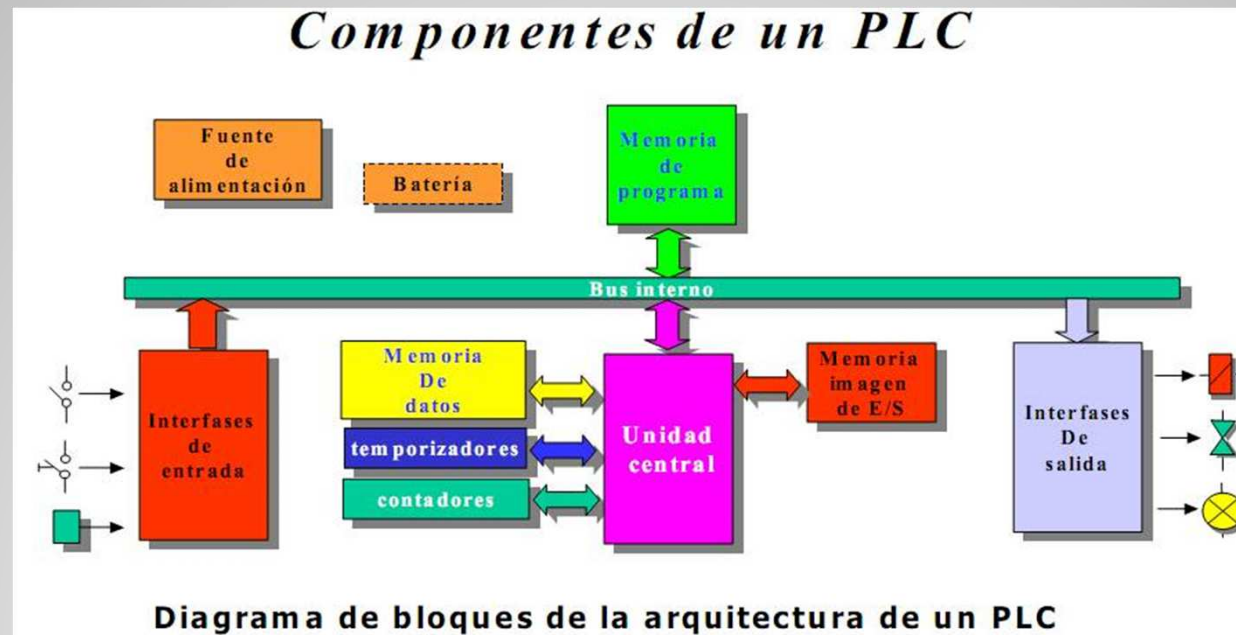 Componentes de un PLC
Fuente
de
alimentación
Batería
Memoria
de
programa
Bus interno
Interfases
de
entrada
Memoria
De
datos
temporizadores
contadores
Unidad
central
Memoria
imagen
de E/S
Interfases
De
salida
Diagrama de bloques de la arquitectura de un PLC